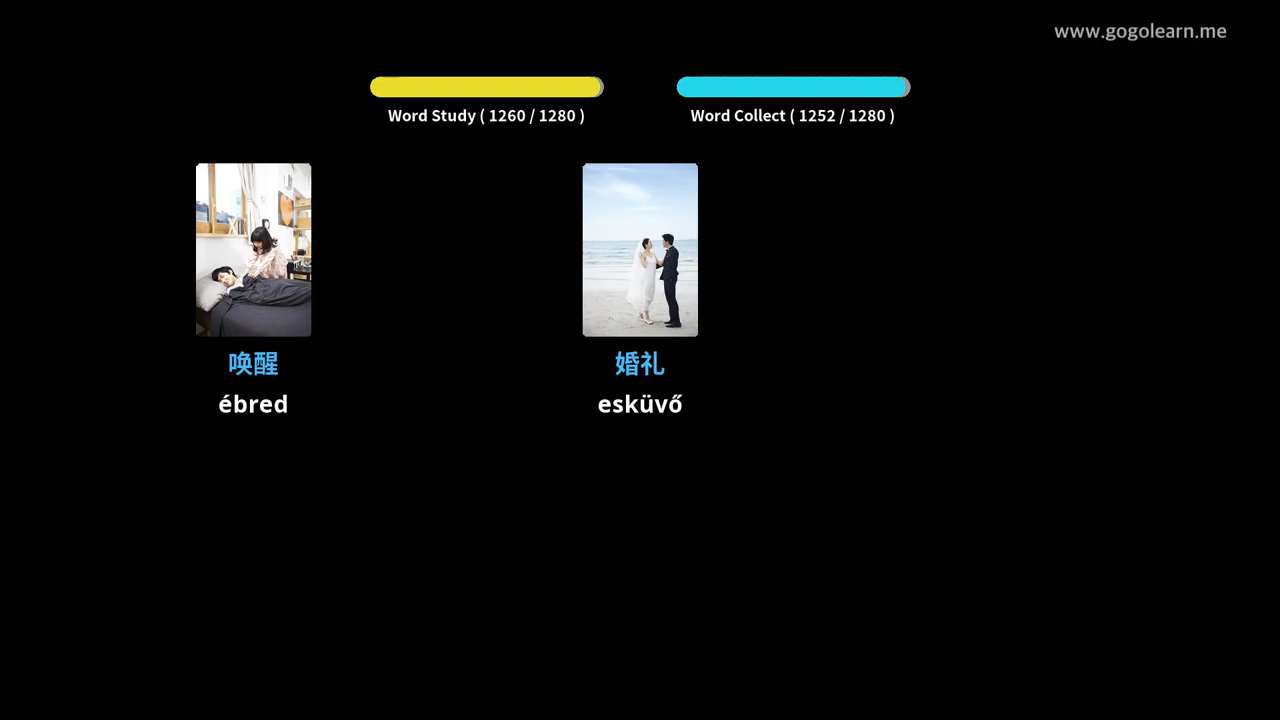 www.gogolearn.me
Word Study ( 1260 / 1280 )
Word Collect ( 1252 / 1280 )
唤醒
婚礼
ébred
esküvő